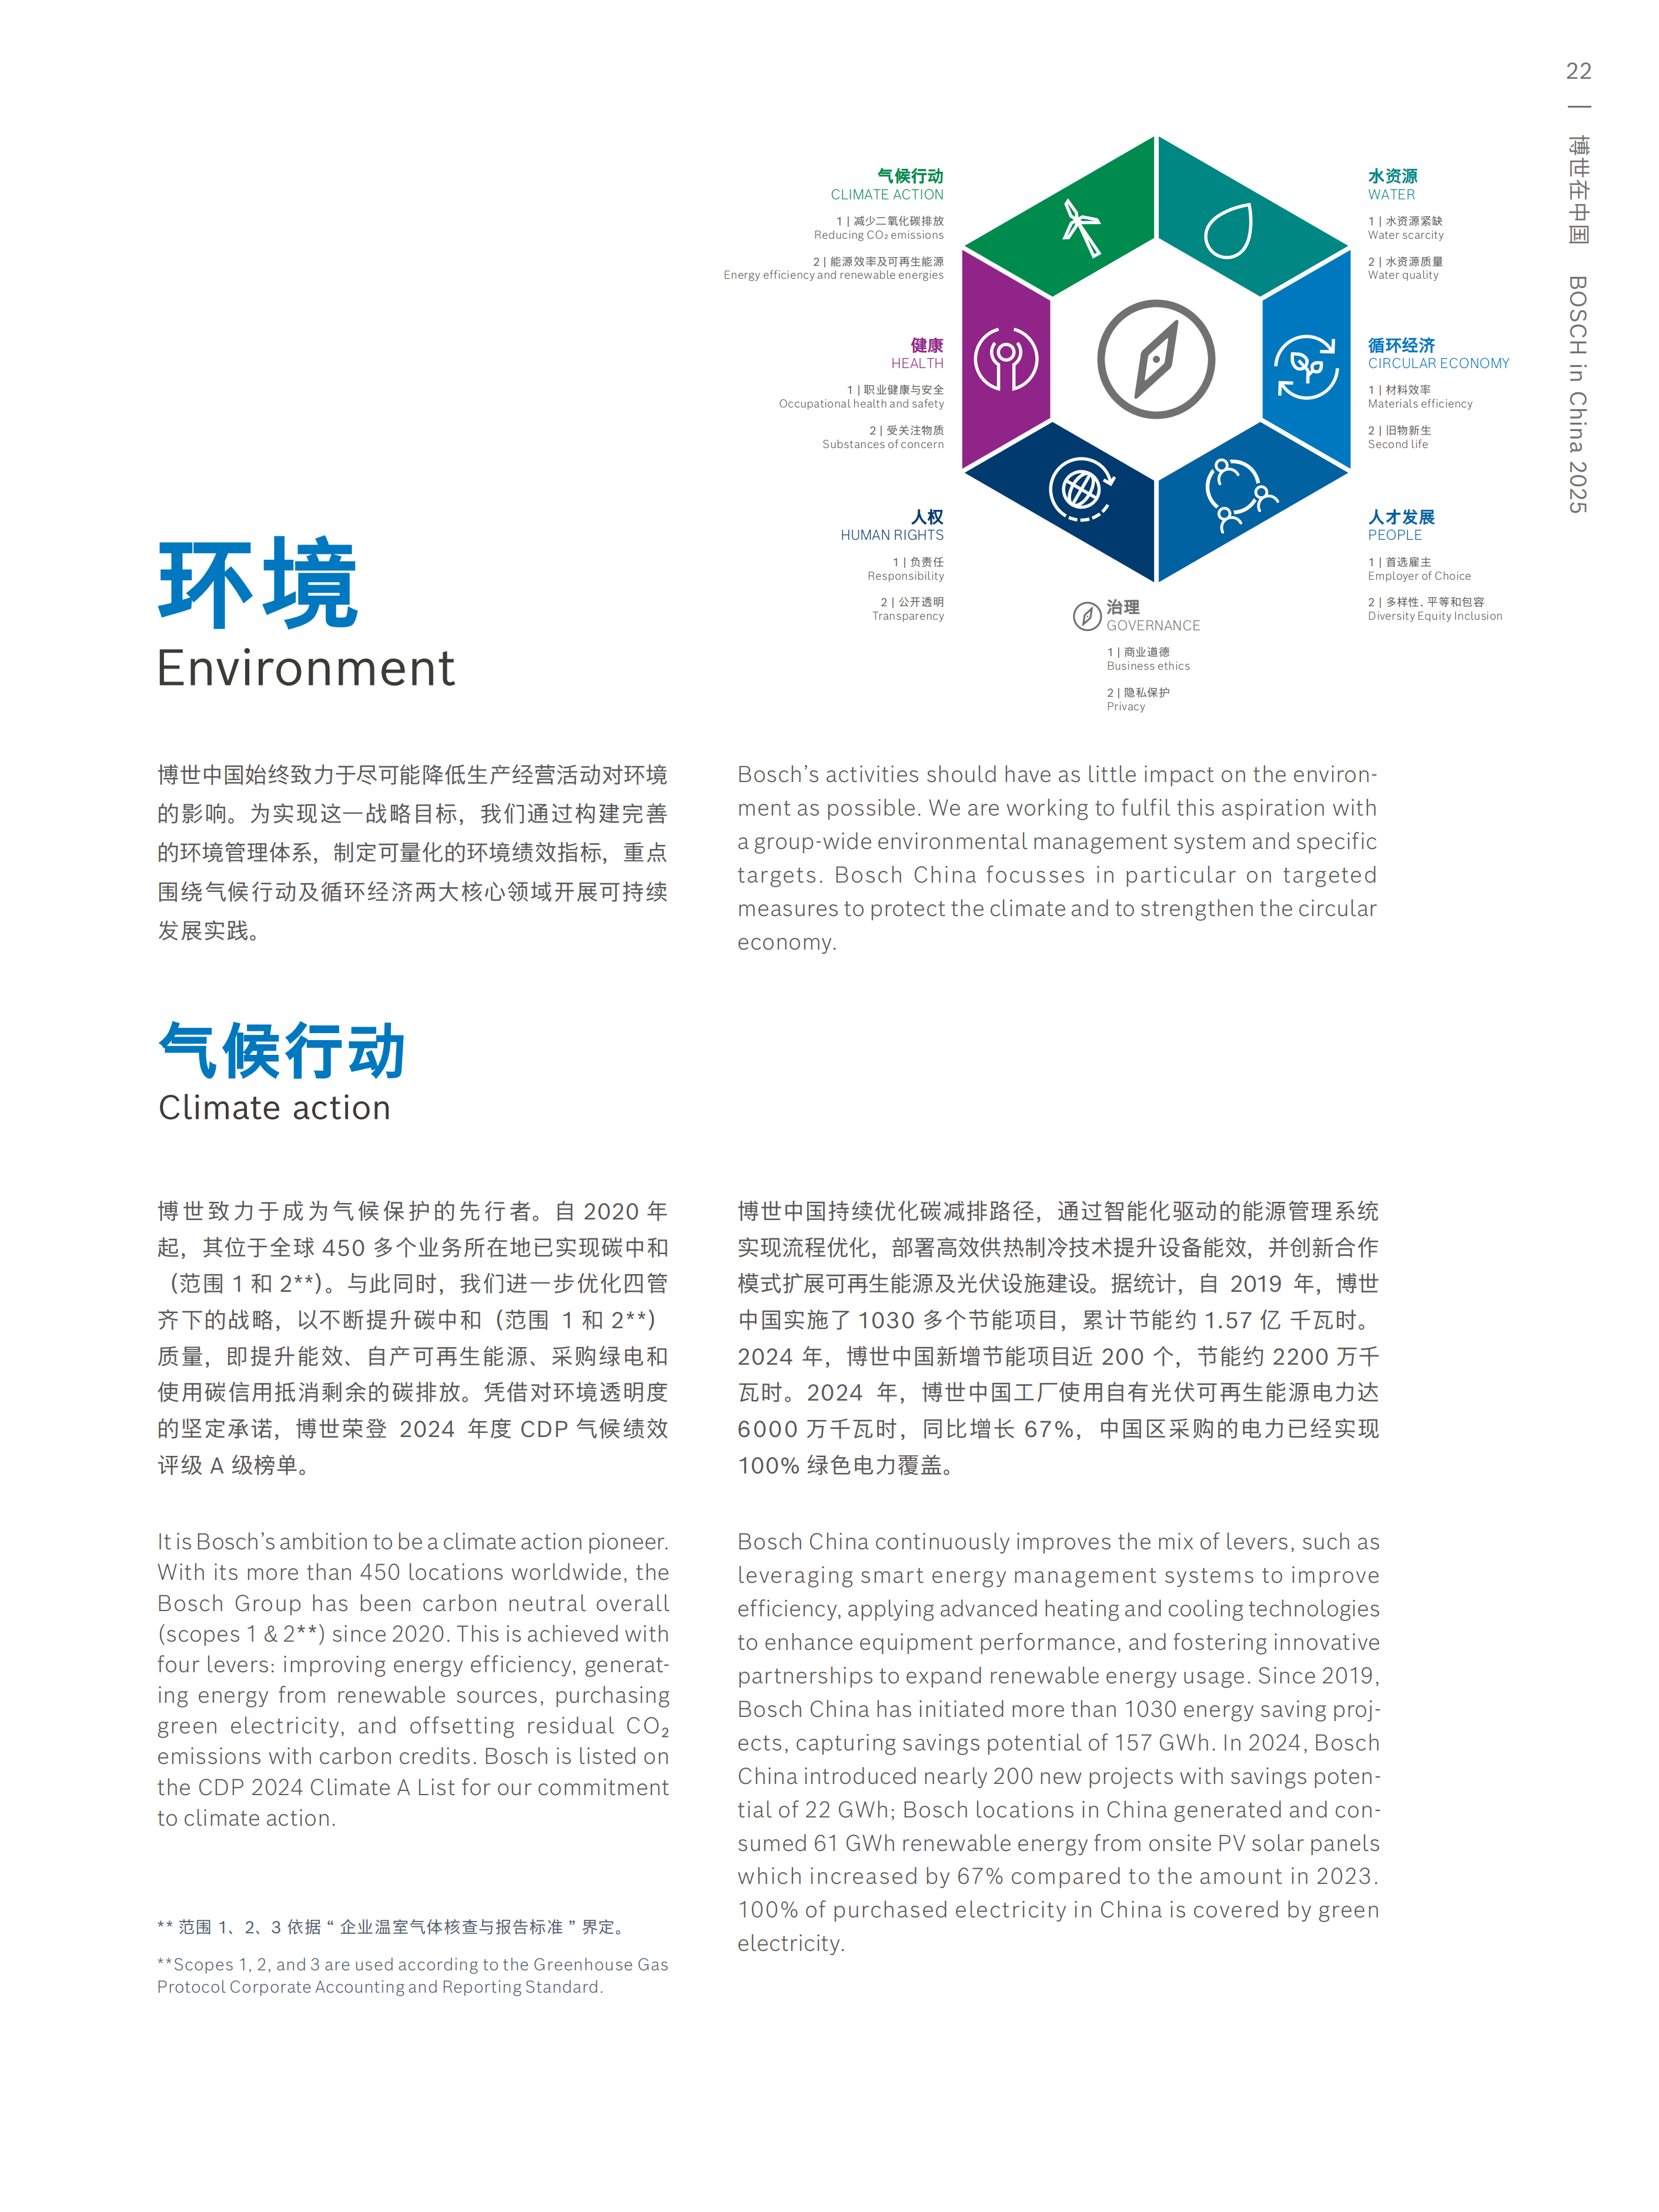 22
博世在中国 BOSCH in China 2025
气候行动
CLIMATE ACTION
1 | 减少二氧化碳排放
Reducing CO₂ emissions
2 | 能源效率及可再生能源
Energy efficiency and renewable energies
水资源
WATER
1 | 水资源紧缺
Water scarcity
2 | 水资源质量
Water quality
健康
HEALTH
1 | 职业健康与安全
Occupational health and safety
2 | 受关注物质
Substances of concern
循环经济
CIRCULAR ECONOMY
1 | 材料效率
Materials efficiency
2 | 旧物新生
Second life
人权
HUMAN RIGHTS
1 | 负责任
Responsibility
2 | 公开透明
Transparency
人才发展
PEOPLE
1 | 首选雇主
Employer of Choice
2 | 多样性、平等和包容
Diversity Equity Inclusion
治理
GOVERNANCE
1 | 商业道德
Business ethics
2 | 隐私保护
Privacy
环境
Environment
博世中国始终致力于尽可能降低生产经营活动对环境
的影响。为实现这一战略目标，我们通过构建完善
的环境管理体系，制定可量化的环境绩效指标，重点
围绕气候行动及循环经济两大核心领域开展可持续
发展实践。
Bosch’s activities should have as little impact on the environ-
ment as possible. We are working to fulfil this aspiration with
a group-wide environmental management system and specific
targets. Bosch China focusses in particular on targeted
measures to protect the climate and to strengthen the circular
economy.
气候行动
Climate action
博世致力于成为气候保护的先行者。自 2020 年
起，其位于全球 450 多个业务所在地已实现碳中和
（范围 1 和 2**）。与此同时，我们进一步优化四管
齐下的战略，以不断提升碳中和（范围 1 和 2**）
质量，即提升能效、自产可再生能源、采购绿电和
使用碳信用抵消剩余的碳排放。凭借对环境透明度
的坚定承诺，博世荣登 2024 年度 CDP 气候绩效
评级 A 级榜单。
It is Bosch’s ambition to be a climate action pioneer.
With its more than 450 locations worldwide, the
Bosch Group has been carbon neutral overall
(scopes 1 & 2**) since 2020. This is achieved with
four levers: improving energy efficiency, generat-
ing energy from renewable sources, purchasing
green electricity, and offsetting residual CO₂
emissions with carbon credits. Bosch is listed on
the CDP 2024 Climate A List for our commitment
to climate action.
** 范围 1、2、3 依据 “ 企业温室气体核查与报告标准 ” 界定。
**Scopes 1, 2, and 3 are used according to the Greenhouse Gas
Protocol Corporate Accounting and Reporting Standard.
博世中国持续优化碳减排路径，通过智能化驱动的能源管理系统
实现流程优化，部署高效供热制冷技术提升设备能效，并创新合作
模式扩展可再生能源及光伏设施建设。据统计，自 2019 年，博世
中国实施了 1030 多个节能项目，累计节能约 1.57 亿 千瓦时。
2024 年，博世中国新增节能项目近 200 个，节能约 2200 万千
瓦时。2024 年，博世中国工厂使用自有光伏可再生能源电力达
6000 万千瓦时，同比增长 67%，中国区采购的电力已经实现
100% 绿色电力覆盖。
Bosch China continuously improves the mix of levers, such as
leveraging smart energy management systems to improve
efficiency, applying advanced heating and cooling technologies
to enhance equipment performance, and fostering innovative
partnerships to expand renewable energy usage. Since 2019,
Bosch China has initiated more than 1030 energy saving proj-
ects, capturing savings potential of 157 GWh. In 2024, Bosch
China introduced nearly 200 new projects with savings poten-
tial of 22 GWh; Bosch locations in China generated and con-
sumed 61 GWh renewable energy from onsite PV solar panels
which increased by 67% compared to the amount in 2023.
100% of purchased electricity in China is covered by green
electricity.